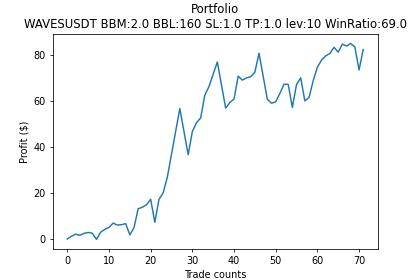 Portfolio
WAVESUSDT BBM:2.0 BBL:160 SL:1.0 TP:1.0 lev:10 WinRatio:69.0
80
60
40
20
0
Profit ($)
0 10 20 30 40 50 60 70
Trade counts